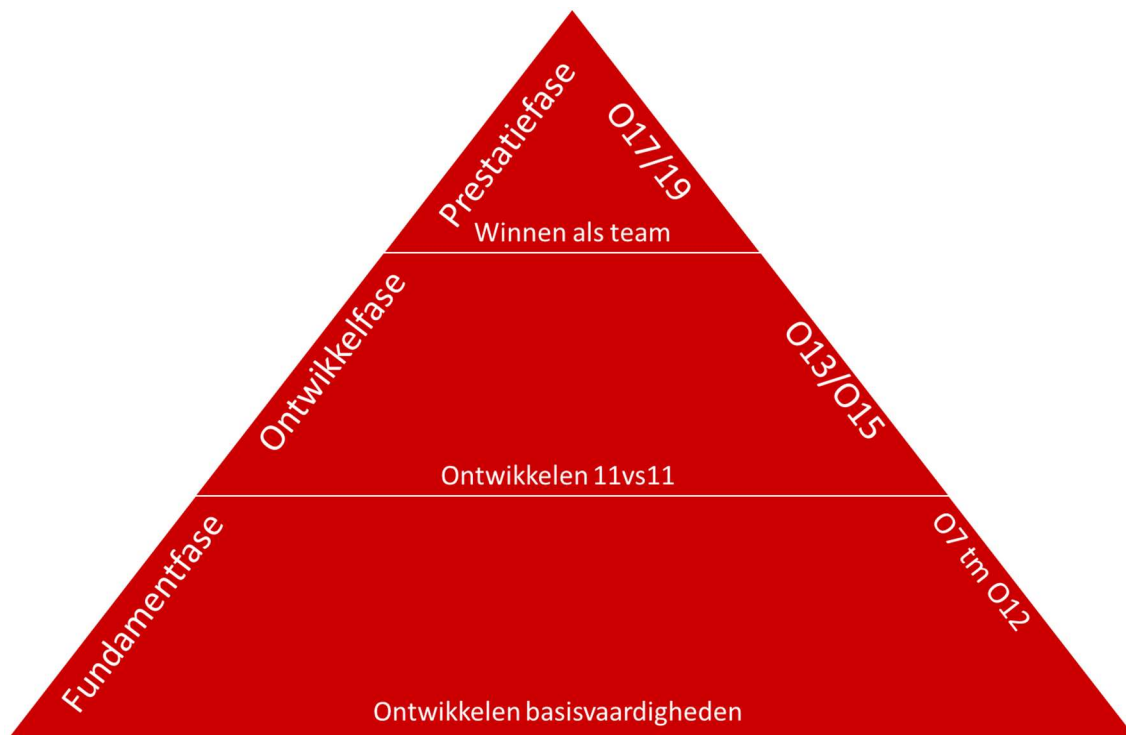 Prestatiefase
O17/19
Winnen als team
Ontwikkelfase
O13/O15
Ontwikkelen 11vs11
Fundamentfase
O7 tm O12
Ontwikkelen basisvaardigheden